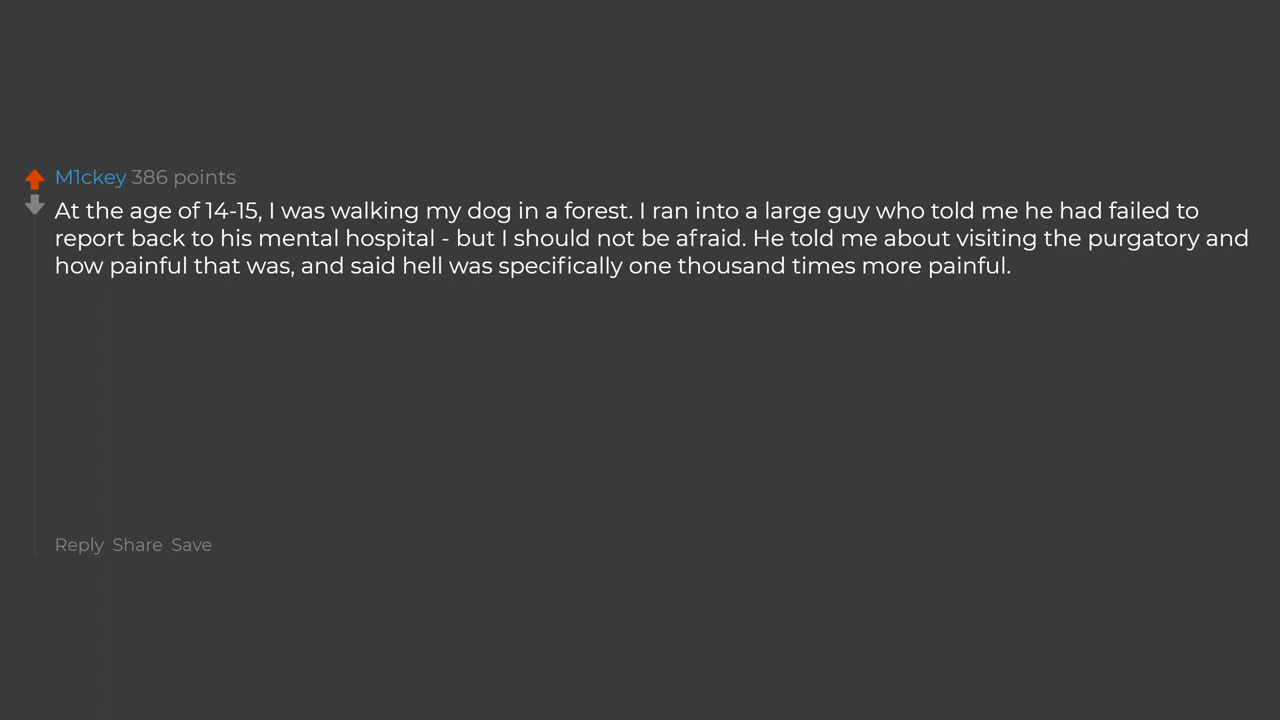 M1ckey 386 points
At the age of 14-15, I was walking my dog in a forest. I ran into a large guy who told me he had failed to
report back to his mental hospital - but I should not be afraid. He told me about visiting the purgatory and
how painful that was, and said hell was specifically one thousand times more painful.
Reply Share Save